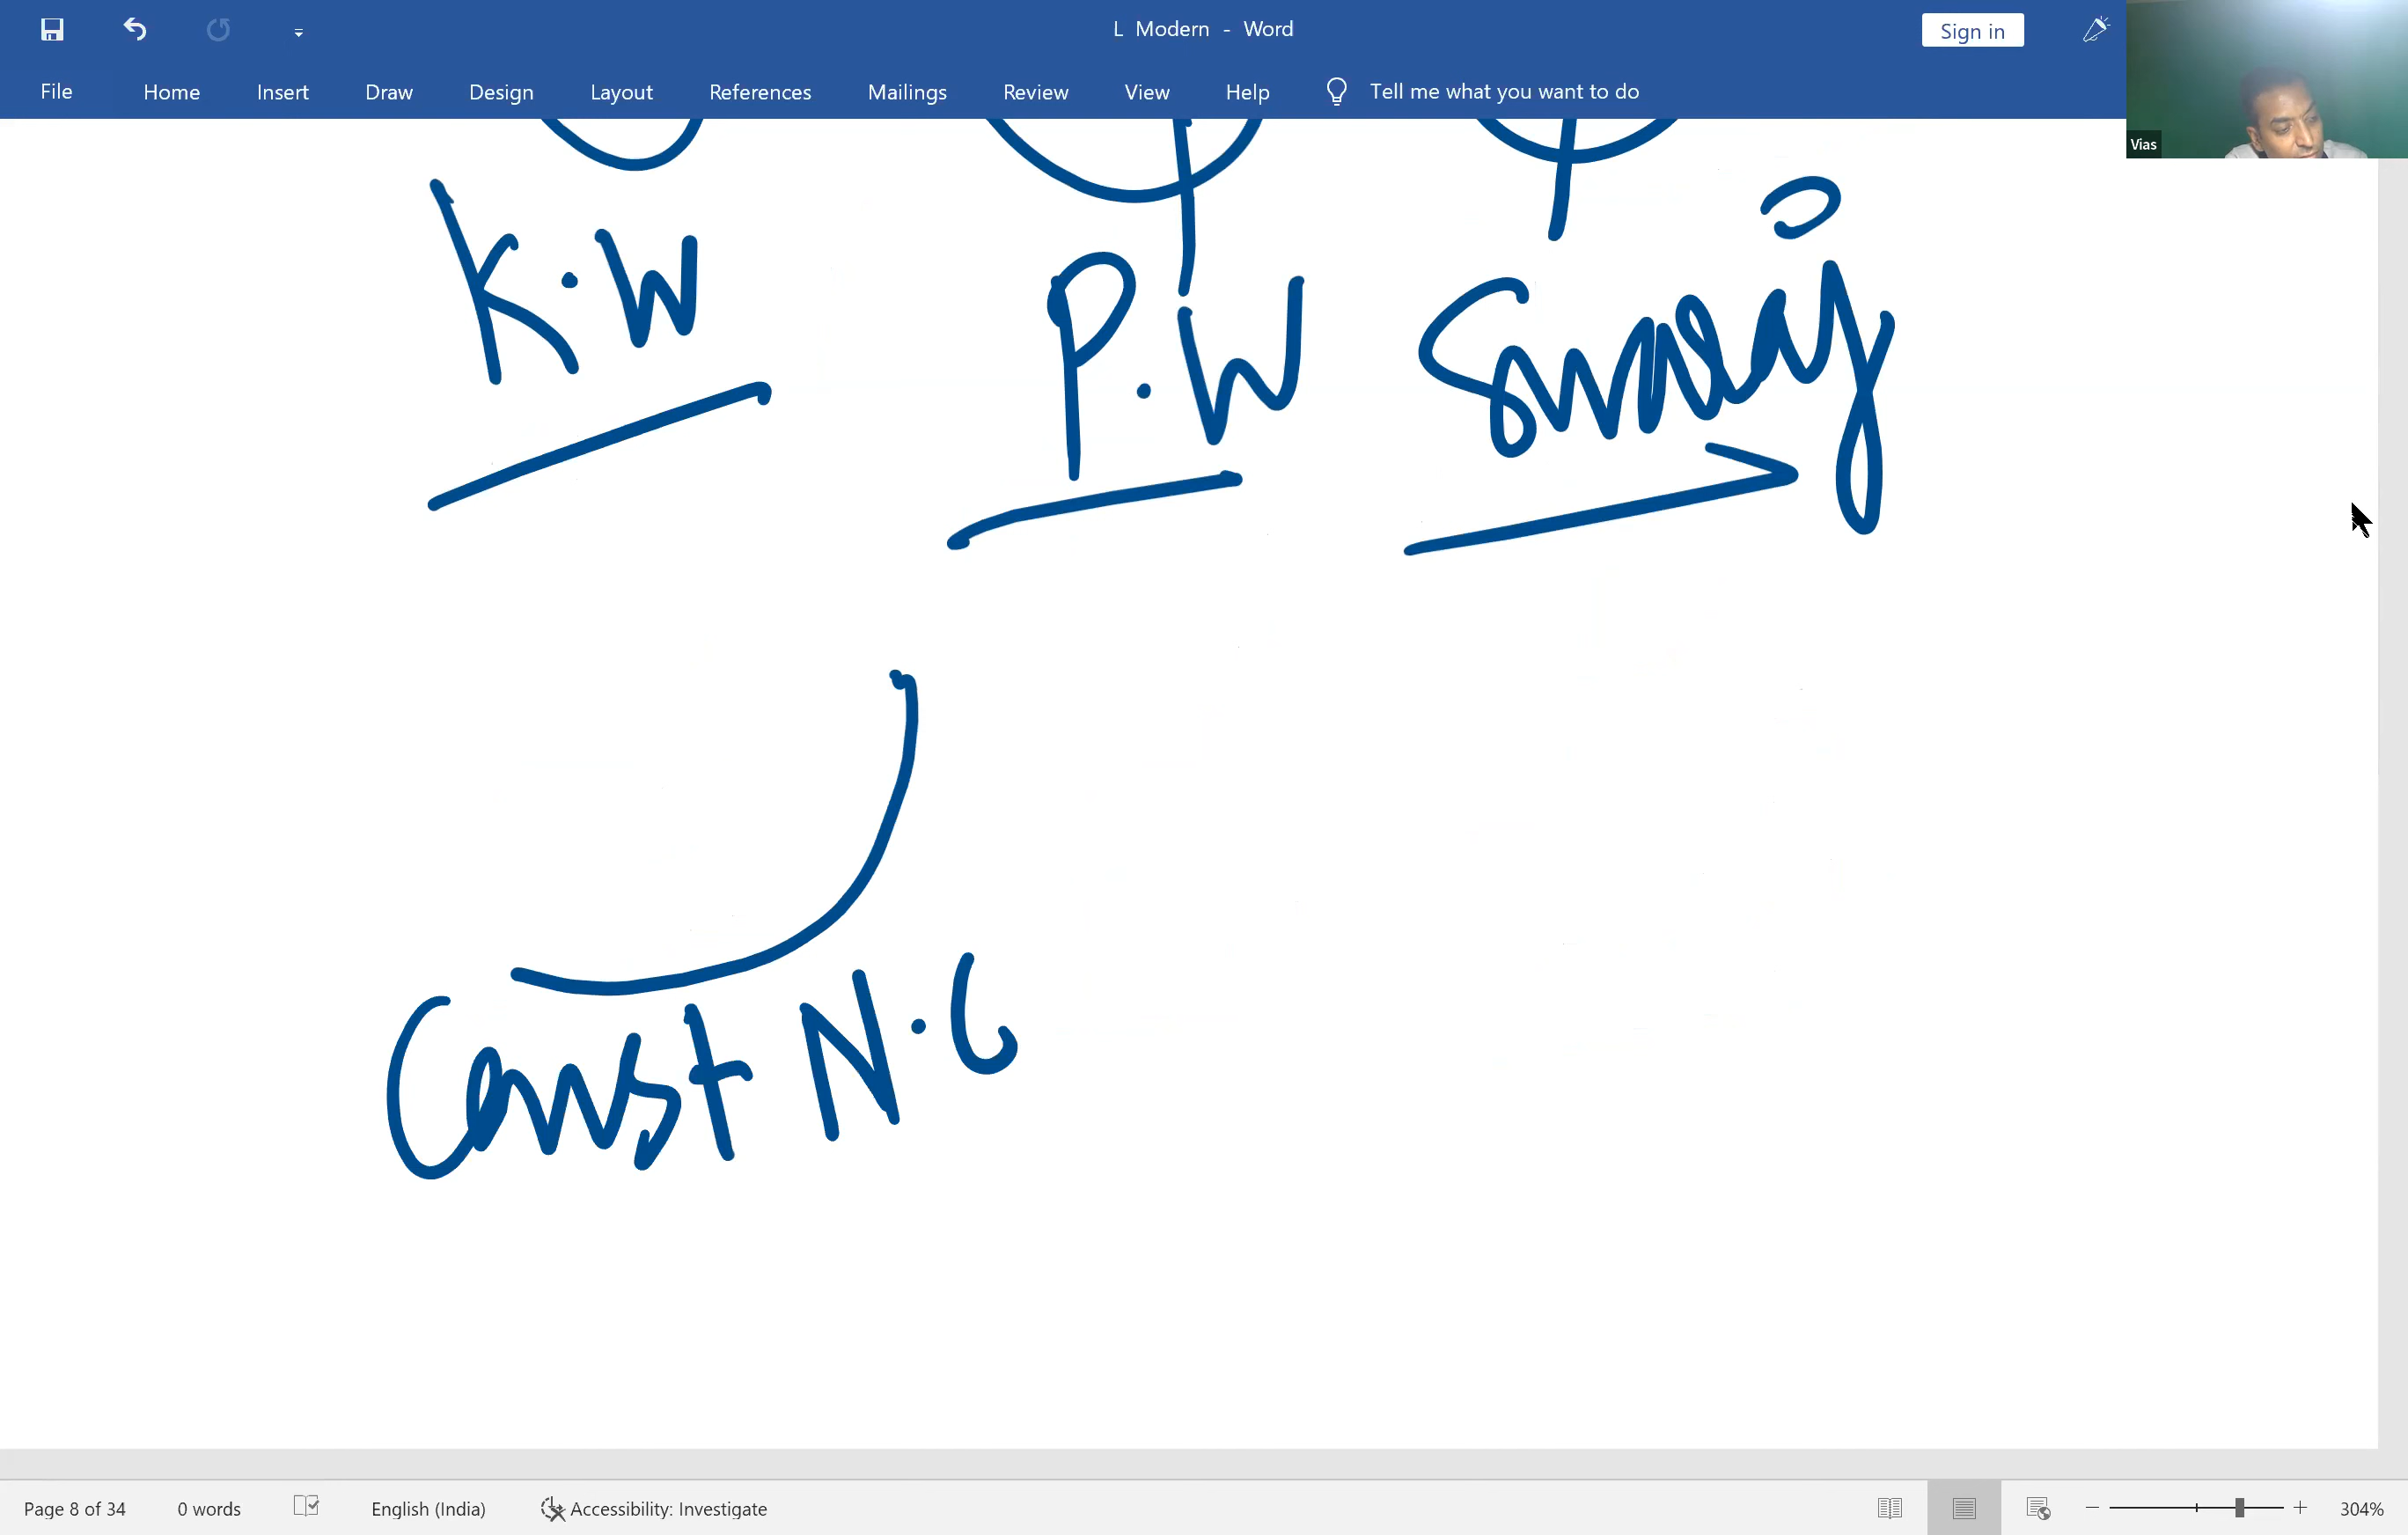 L Modern - Word
Sign in
File Home Insert Draw Design Layout References Mailings Review View Help Tell me what you want to do
Vias
K.W P.W Swaraj
Const N.C
Page 8 of 34 0 words English (India) Accessibility: Investigate 304%